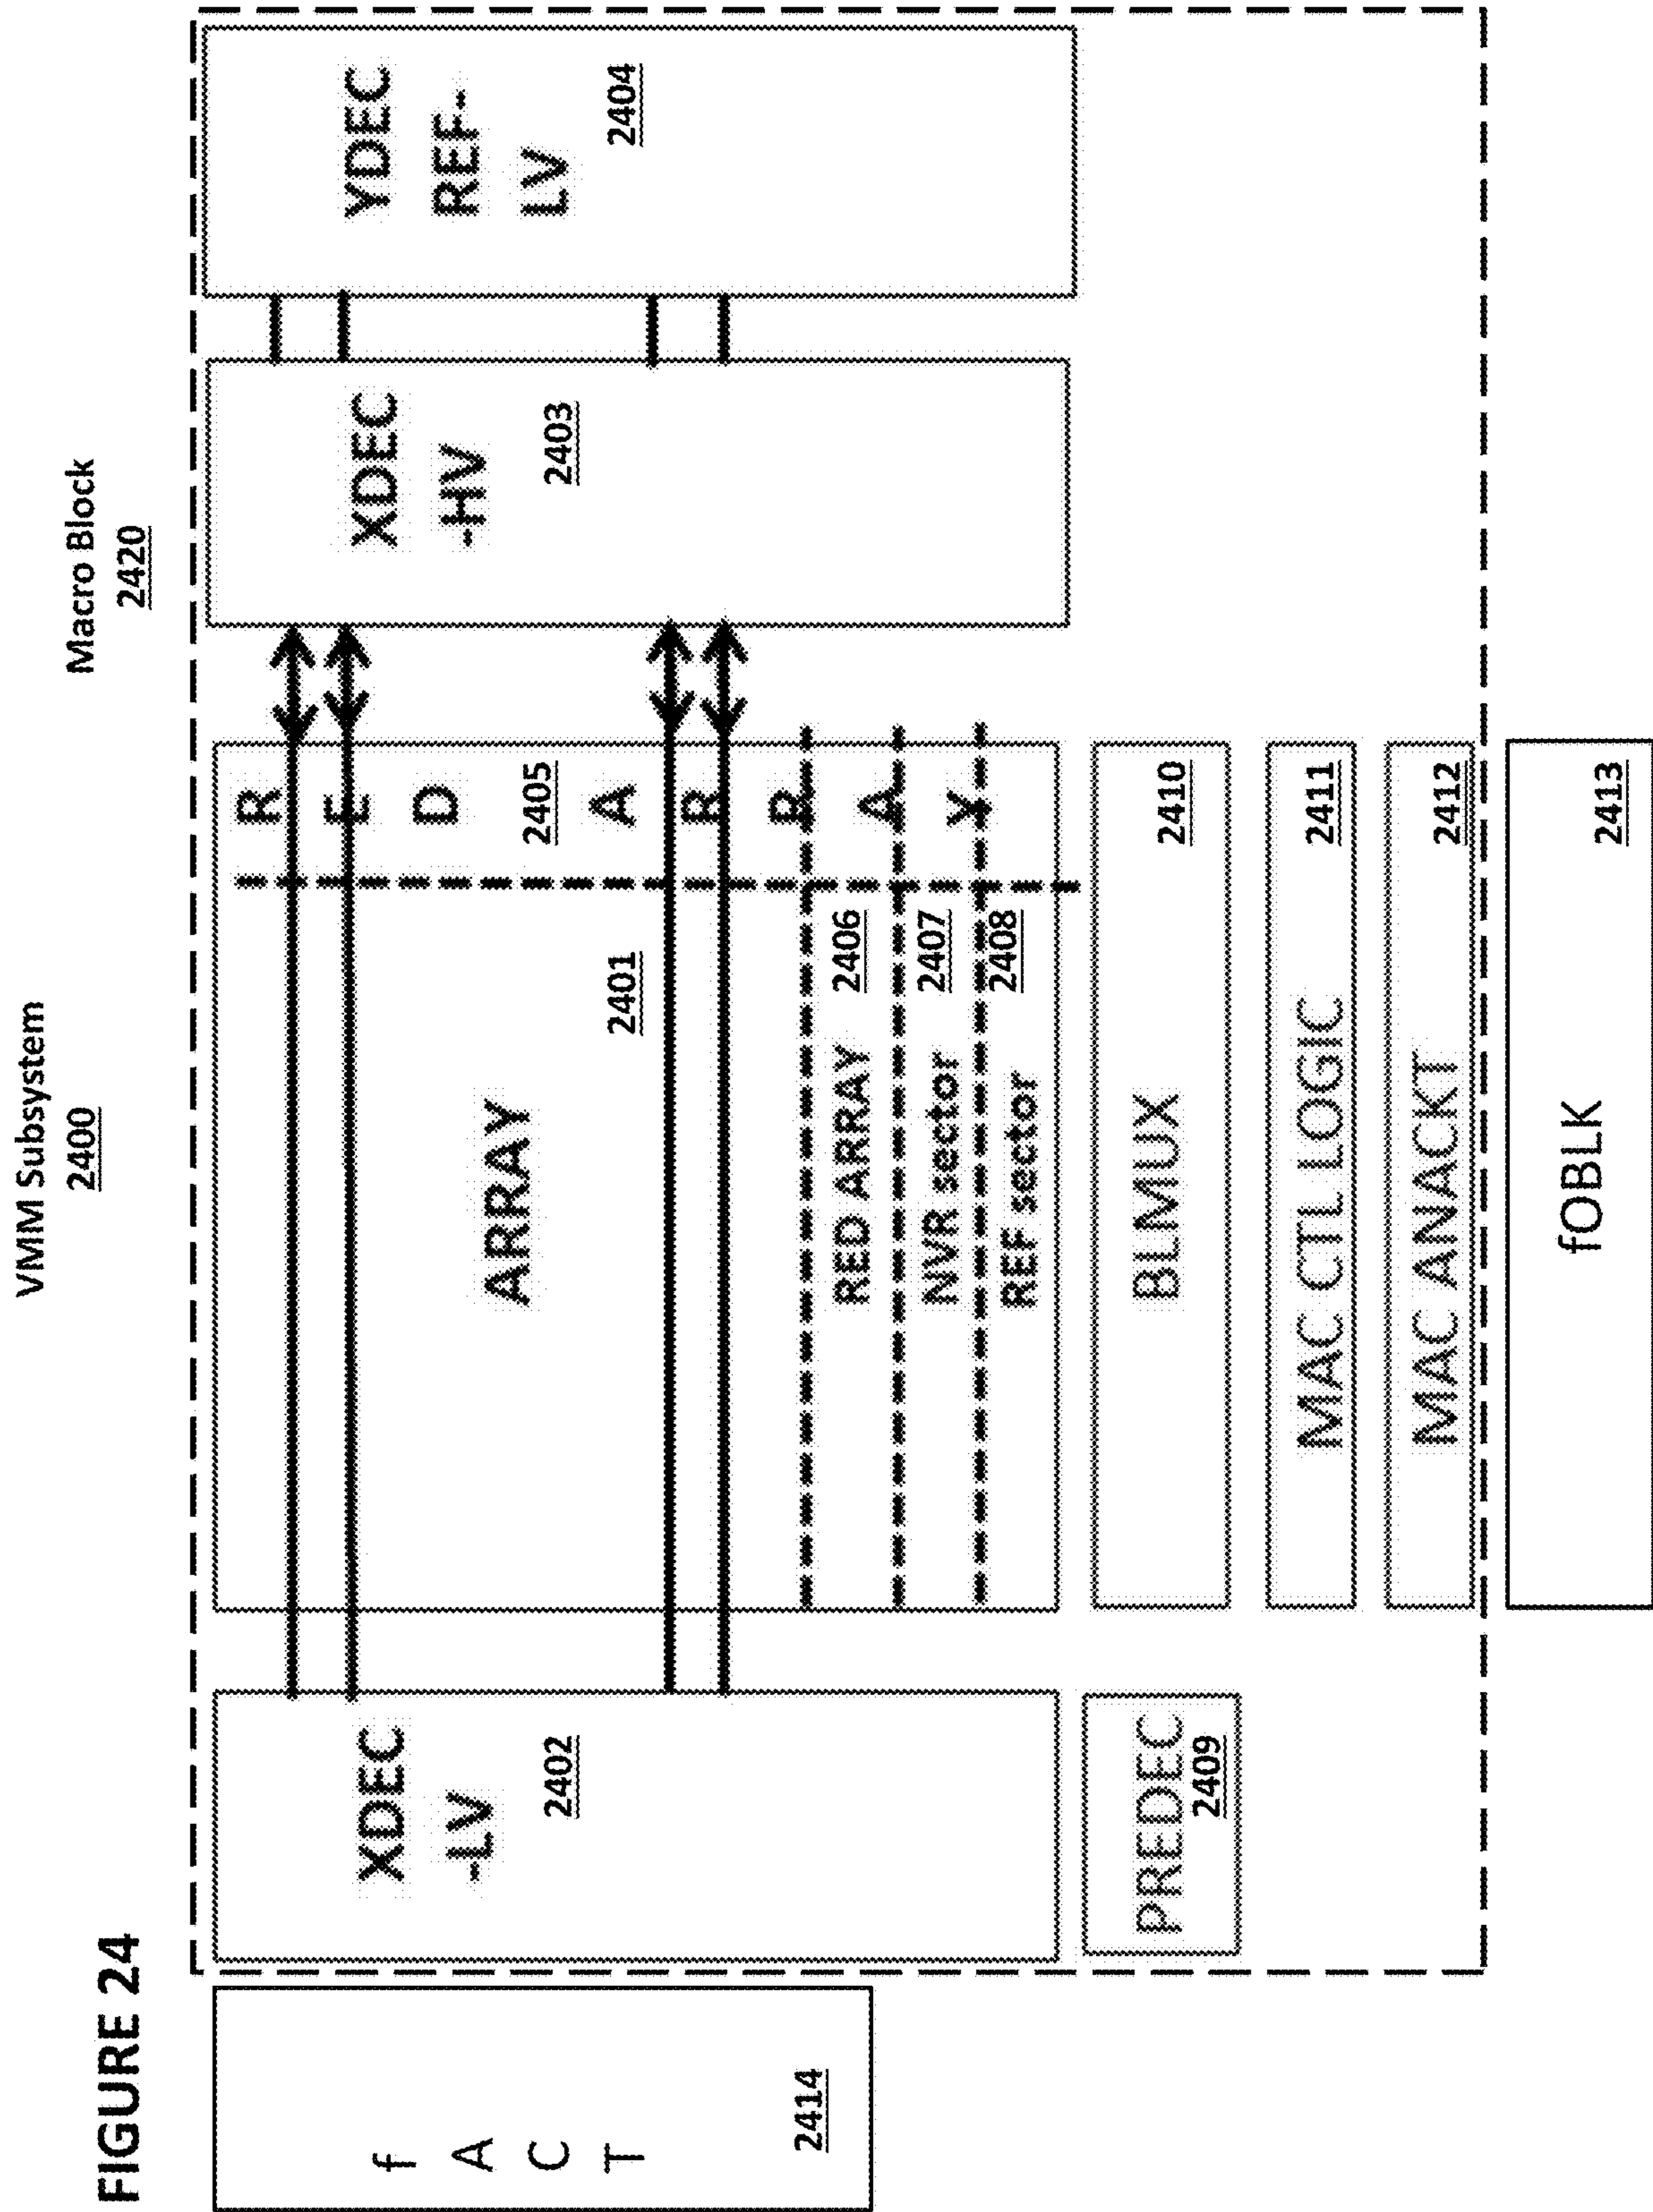 FIGURE 24
VMM Subsystem
2400
Macro Block
2420
f
A
C
T
2414
XDEC
-LV
2402
ARRAY
2401
R
E
D
2405
A
R
R
A
Y
XDEC
-HV
2403
YDEC
REF-
LV
2404
RED ARRAY 2406
NVR sector 2407
REF sector 2408
PREDEC
2409
BLMUX 2410
MAC CTL LOGIC 2411
MAC ANACKT 2412
fOBLK 2413